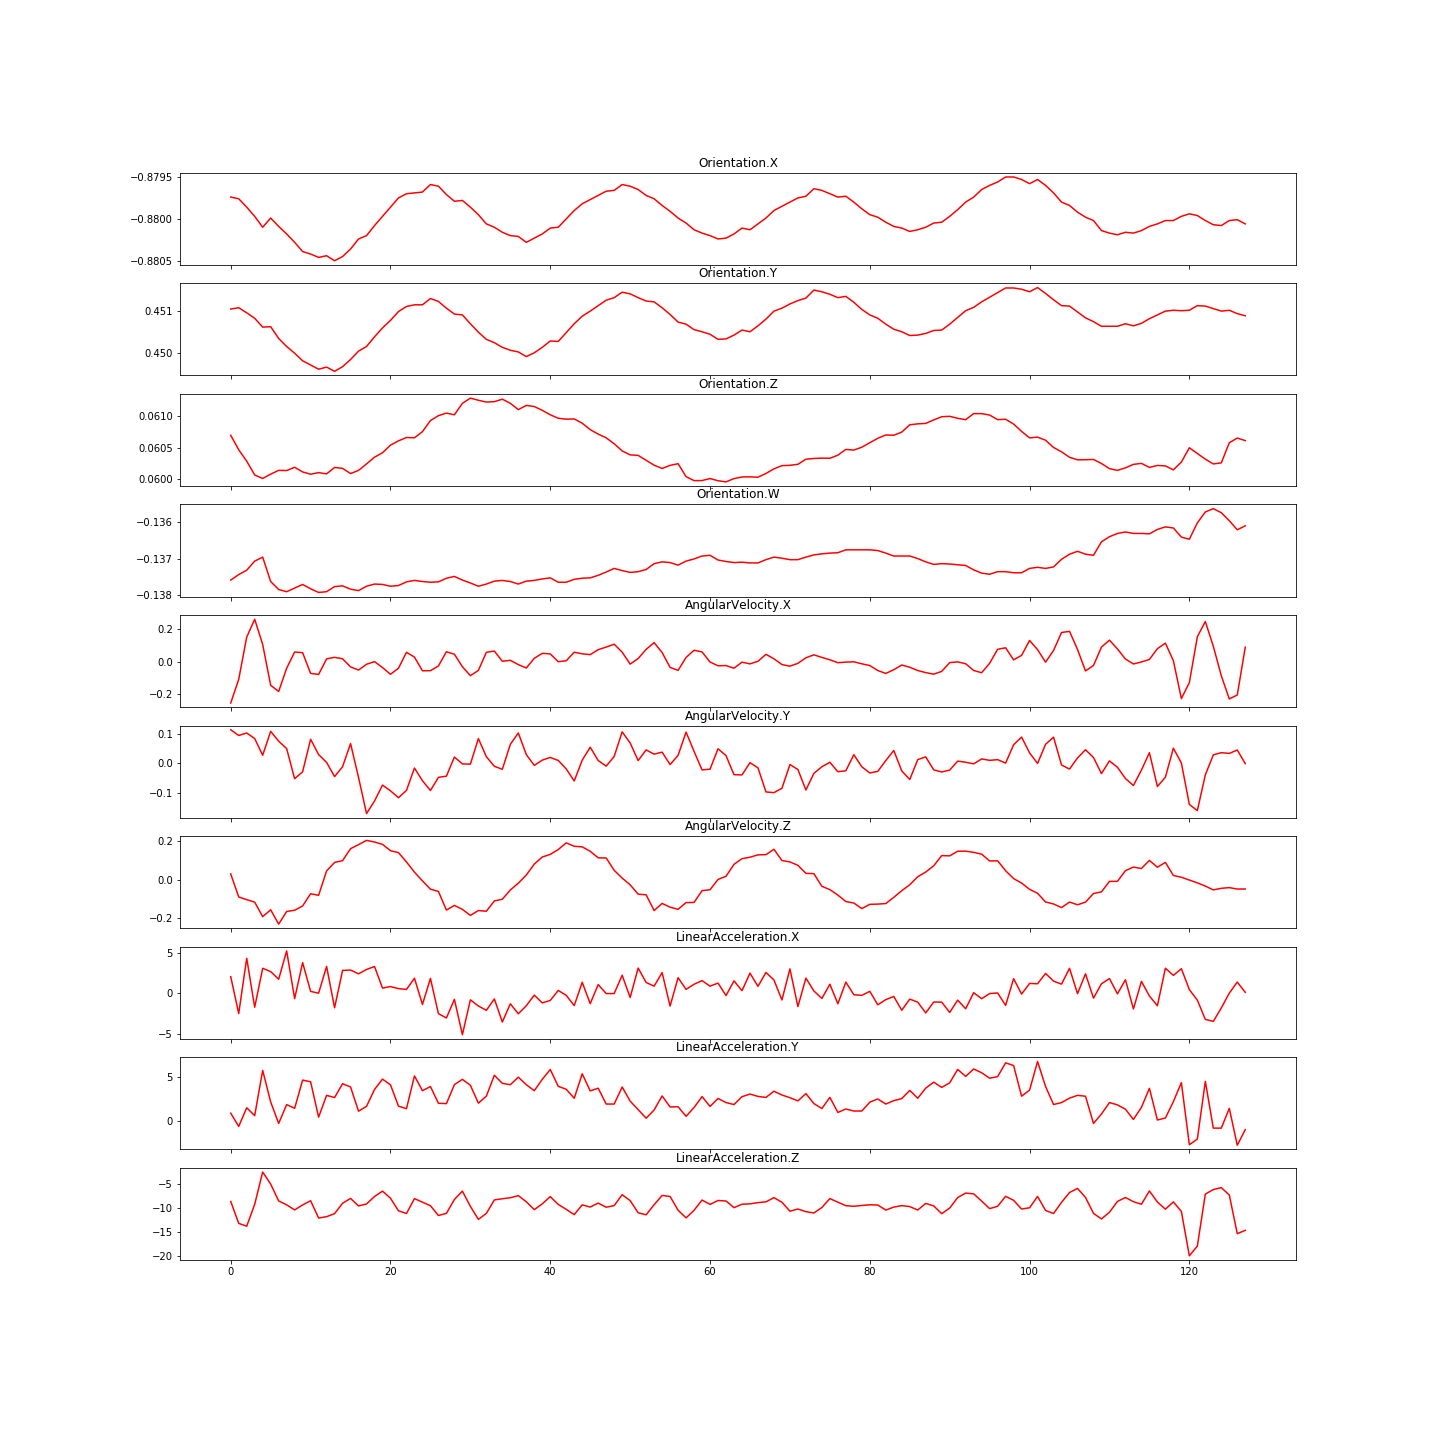 Orientation.X
−0.8795
−0.8800
−0.8805
Orientation.Y
0.451
0.450
Orientation.Z
0.0610
0.0605
0.0600
Orientation.W
−0.136
−0.137
−0.138
AngularVelocity.X
0.2
0.0
−0.2
AngularVelocity.Y
0.1
0.0
−0.1
AngularVelocity.Z
0.2
0.0
−0.2
LinearAcceleration.X
5
0
−5
LinearAcceleration.Y
5
0
LinearAcceleration.Z
−5
−10
−15
−20
0 20 40 60 80 100 120